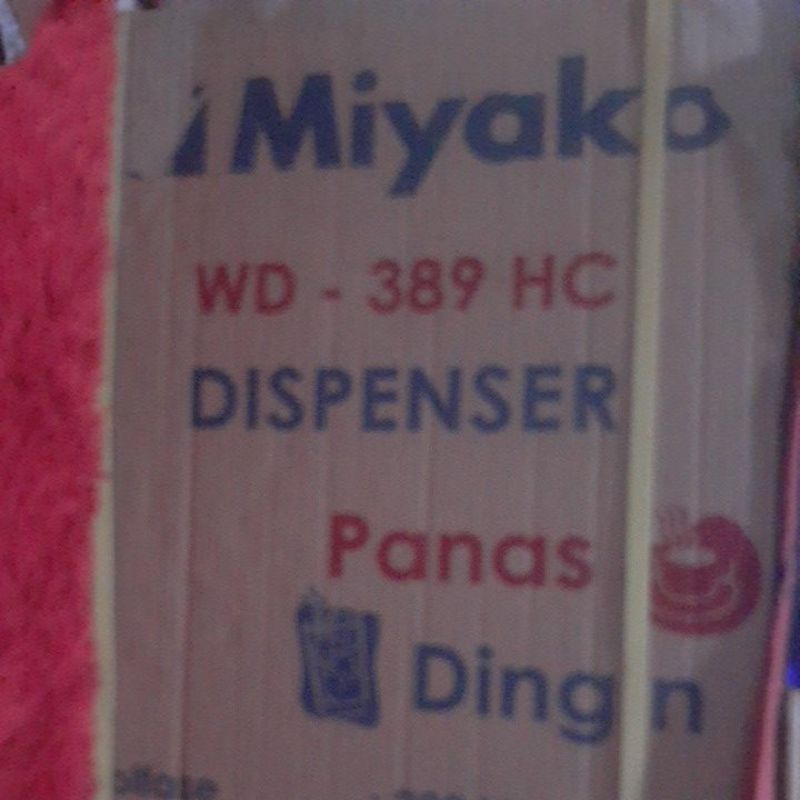 Miyako
WD - 389 HC
DISPENSER
Panas
Dingin